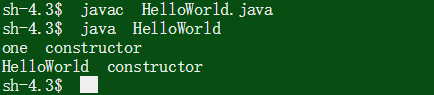 sh-4.3$ javac HelloWorld.java
sh-4.3$ java HelloWorld
one constructor
HelloWorld constructor
sh-4.3$